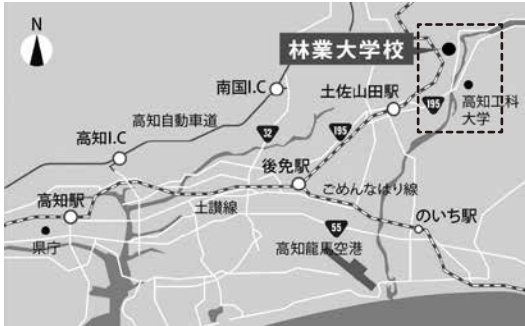 N
林業大学校
南国I.C
土佐山田駅
195
高知工科
大学
高知自動車道
32
195
高知I.C
後免駅
ごめんなはり線
高知駅
土讃線
のいち駅
55
県庁
高知龍馬空港